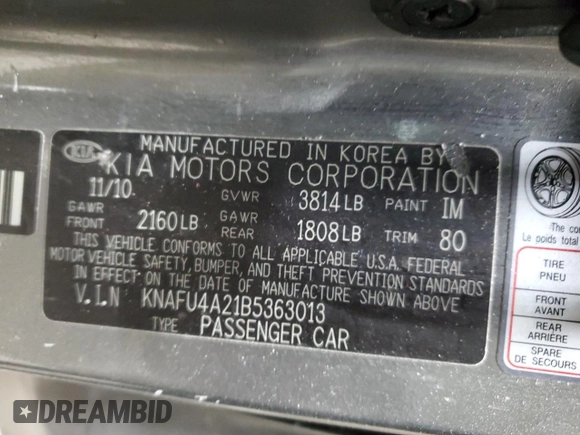 KIA
MANUFACTURED IN KOREA BY
KIA MOTORS CORPORATION
11/10. GVWR 3814LB PAINT IM
GAWR FRONT 2160LB GAWR REAR 1808LB TRIM 80
THIS VEHICLE CONFORMS TO ALL APPLICABLE U.S.A. FEDERAL
MOTOR VEHICLE SAFETY, BUMPER, AND THEFT PREVENTION STANDARDS
IN EFFECT ON THE DATE OF MANUFACTURE SHOWN ABOVE
V.I.N KNAFU4A21B5363013
TYPE PASSENGER CAR
The co
Le poids total
TIRE
PNEU
FRONT
AVANT
REAR
ARRIÈRE
SPARE
DE SECOURS
DREAMBID